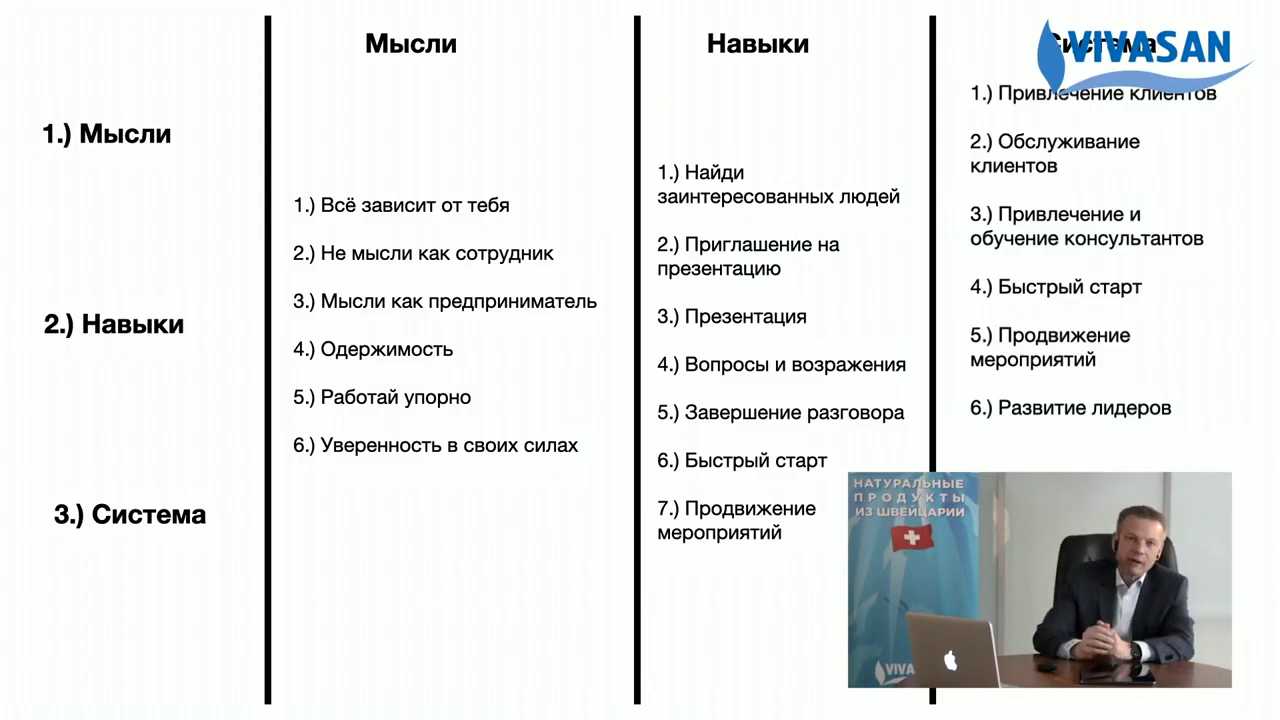 1.) Мысли
2.) Навыки
3.) Система
Мысли
1.) Всё зависит от тебя
2.) Не мысли как сотрудник
3.) Мысли как предприниматель
4.) Одержимость
5.) Работай упорно
6.) Уверенность в своих силах
Навыки
1.) Найди
заинтересованных людей
2.) Приглашение на
презентацию
3.) Презентация
4.) Вопросы и возражения
5.) Завершение разговора
6.) Быстрый старт
7.) Продвижение
мероприятий
Система
VIVASAN
1.) Привлечение клиентов
2.) Обслуживание
клиентов
3.) Привлечение и
обучение консультантов
4.) Быстрый старт
5.) Продвижение
мероприятий
6.) Развитие лидеров
НАТУРАЛЬНЫЕ
ПРОДУКТЫ
ИЗ ШВЕЙЦАРИИ
VIVA